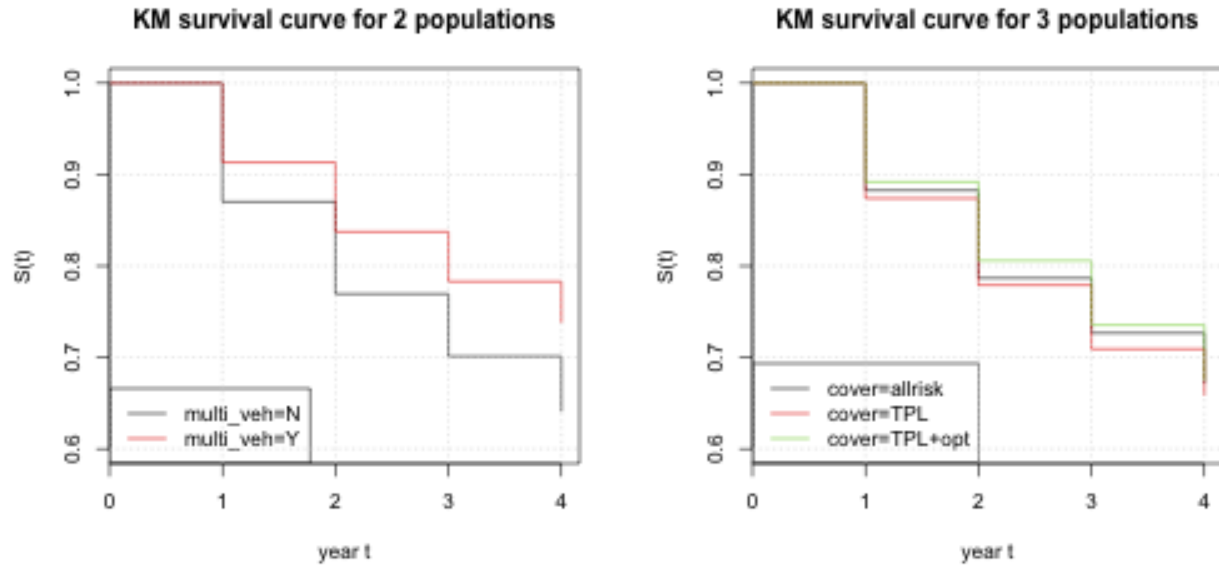 KM survival curve for 2 populations
S(t)
1.0
0.9
0.8
0.7
0.6
multi_veh=N
multi_veh=Y
0 1 2 3 4
year t
KM survival curve for 3 populations
S(t)
1.0
0.9
0.8
0.7
0.6
cover=allrisk
cover=TPL
cover=TPL+opt
0 1 2 3 4
year t